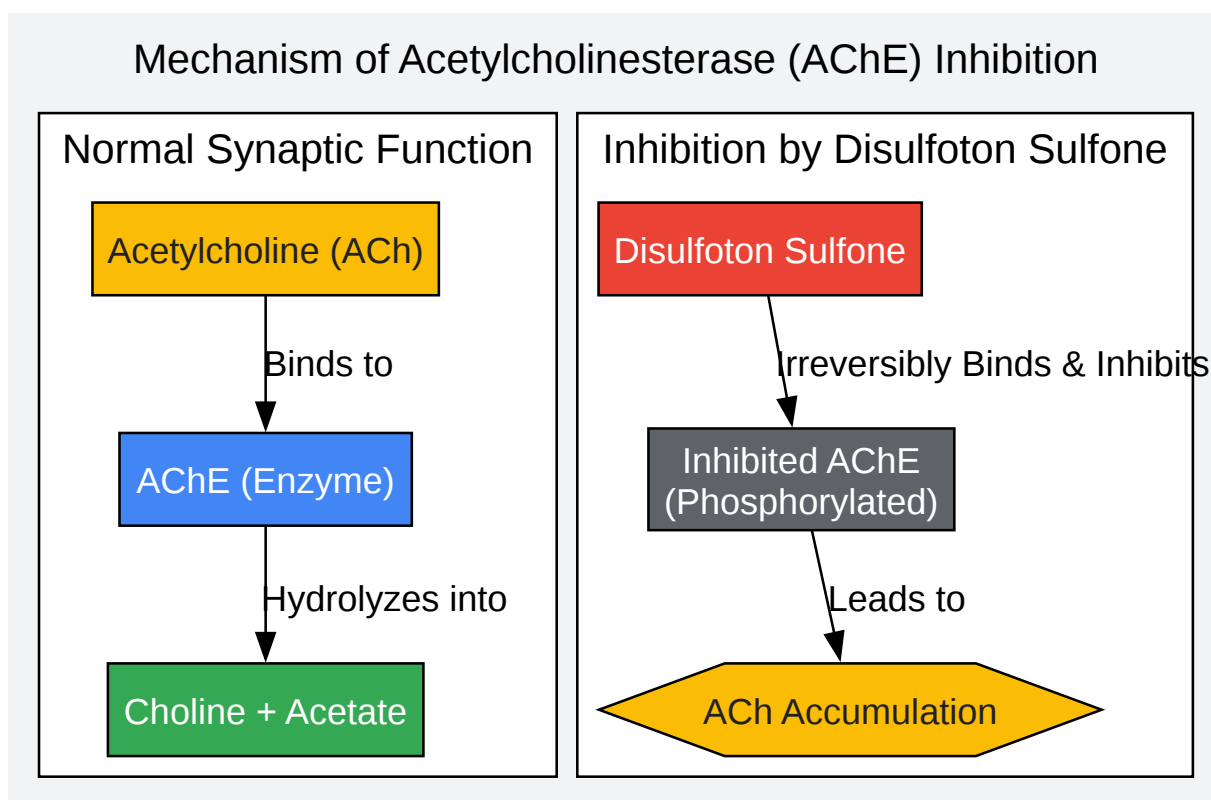 Mechanism of Acetylcholinesterase (AChE) Inhibition
Normal Synaptic Function
Acetylcholine (ACh)
Binds to
AChE (Enzyme)
Hydrolyzes into
Choline + Acetate
Inhibition by Disulfoton Sulfone
Disulfoton Sulfone
Irreversibly Binds & Inhibits
Inhibited AChE
(Phosphorylated)
Leads to
ACh Accumulation